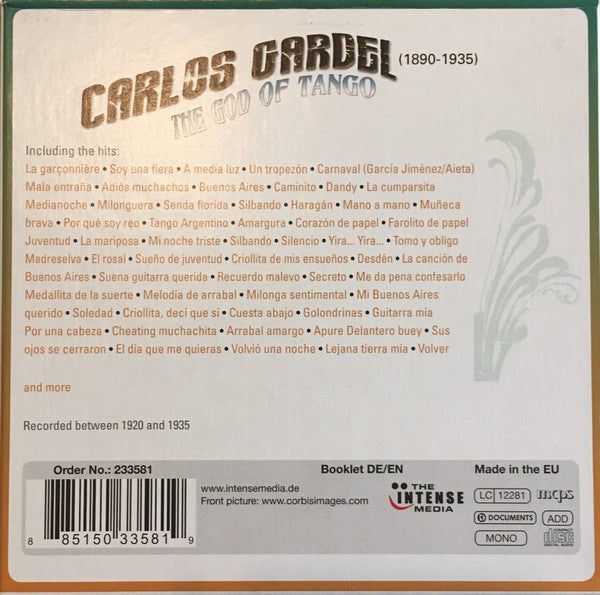 CARLOS GARDEL (1890-1935)
THE GOD OF TANGO
Including the hits:
La garçonnière • Soy una fiera • A media luz • Un tropezón • Carnaval (García Jiménez/Aieta)
Mala entraña • Adiós muchachos • Buenos Aires • Caminito • Dandy • La cumparsita
Medianoche • Milonguera • Senda florida • Silbando • Haragán • Mano a mano • Muñeca
brava • Por qué soy reo • Tango Argentino • Amargura • Corazón de papel • Farolito de papel
Juventud • La mariposa • Mi noche triste • Silbando • Silencio • Yira... Yira... • Tomo y obligo
Madreselva • El rosal • Sueño de juventud • Criollita de mis ensueños • Desdén • La canción de
Buenos Aires • Suena guitarra querida • Recuerdo malevo • Secreto • Me da pena confesarlo
Medallita de la suerte • Melodía de arrabal • Milonga sentimental • Mi Buenos Aires
querido • Soledad • Criollita, decí que sí • Cuesta abajo • Golondrinas • Guitarra mía
Por una cabeza • Cheating muchachita • Arrabal amargo • Apure Delantero buey • Sus
ojos se cerraron • El día que me quieras • Volvió una noche • Lejana tierra mía • Volver
and more
Recorded between 1920 and 1935
Order No.: 233581
Booklet DE/EN
Made in the EU
www.intensemedia.de
Front picture: www.corbisimages.com
THE
INTENSE
MEDIA
LC 12281
mcps
DOCUMENTS
ADD
MONO
COMPACT
disc
DIGITAL AUDIO
8 85150 33581 9